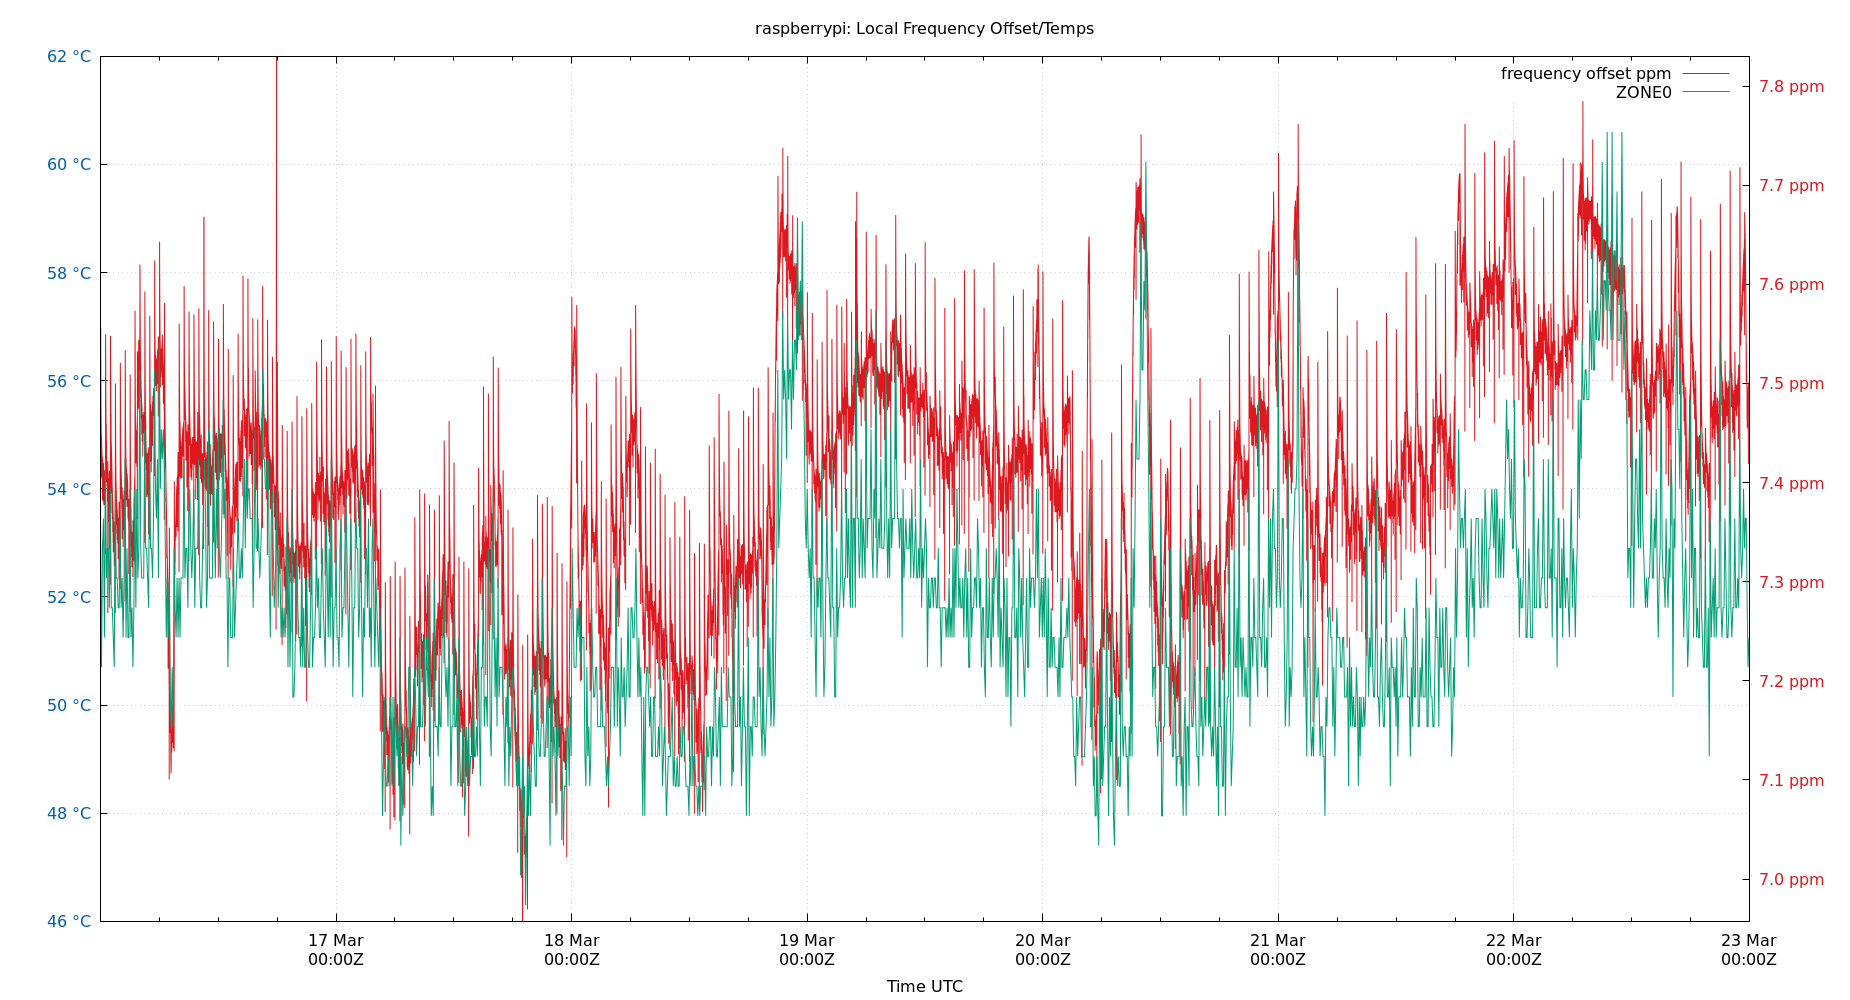 raspberrypi: Local Frequency Offset/Temps
62 °C
60 °C
58 °C
56 °C
54 °C
52 °C
50 °C
48 °C
46 °C
frequency offset ppm
ZONE0
7.8 ppm
7.7 ppm
7.6 ppm
7.5 ppm
7.4 ppm
7.3 ppm
7.2 ppm
7.1 ppm
7.0 ppm
17 Mar
00:00Z
18 Mar
00:00Z
19 Mar
00:00Z
20 Mar
00:00Z
21 Mar
00:00Z
22 Mar
00:00Z
23 Mar
00:00Z
Time UTC